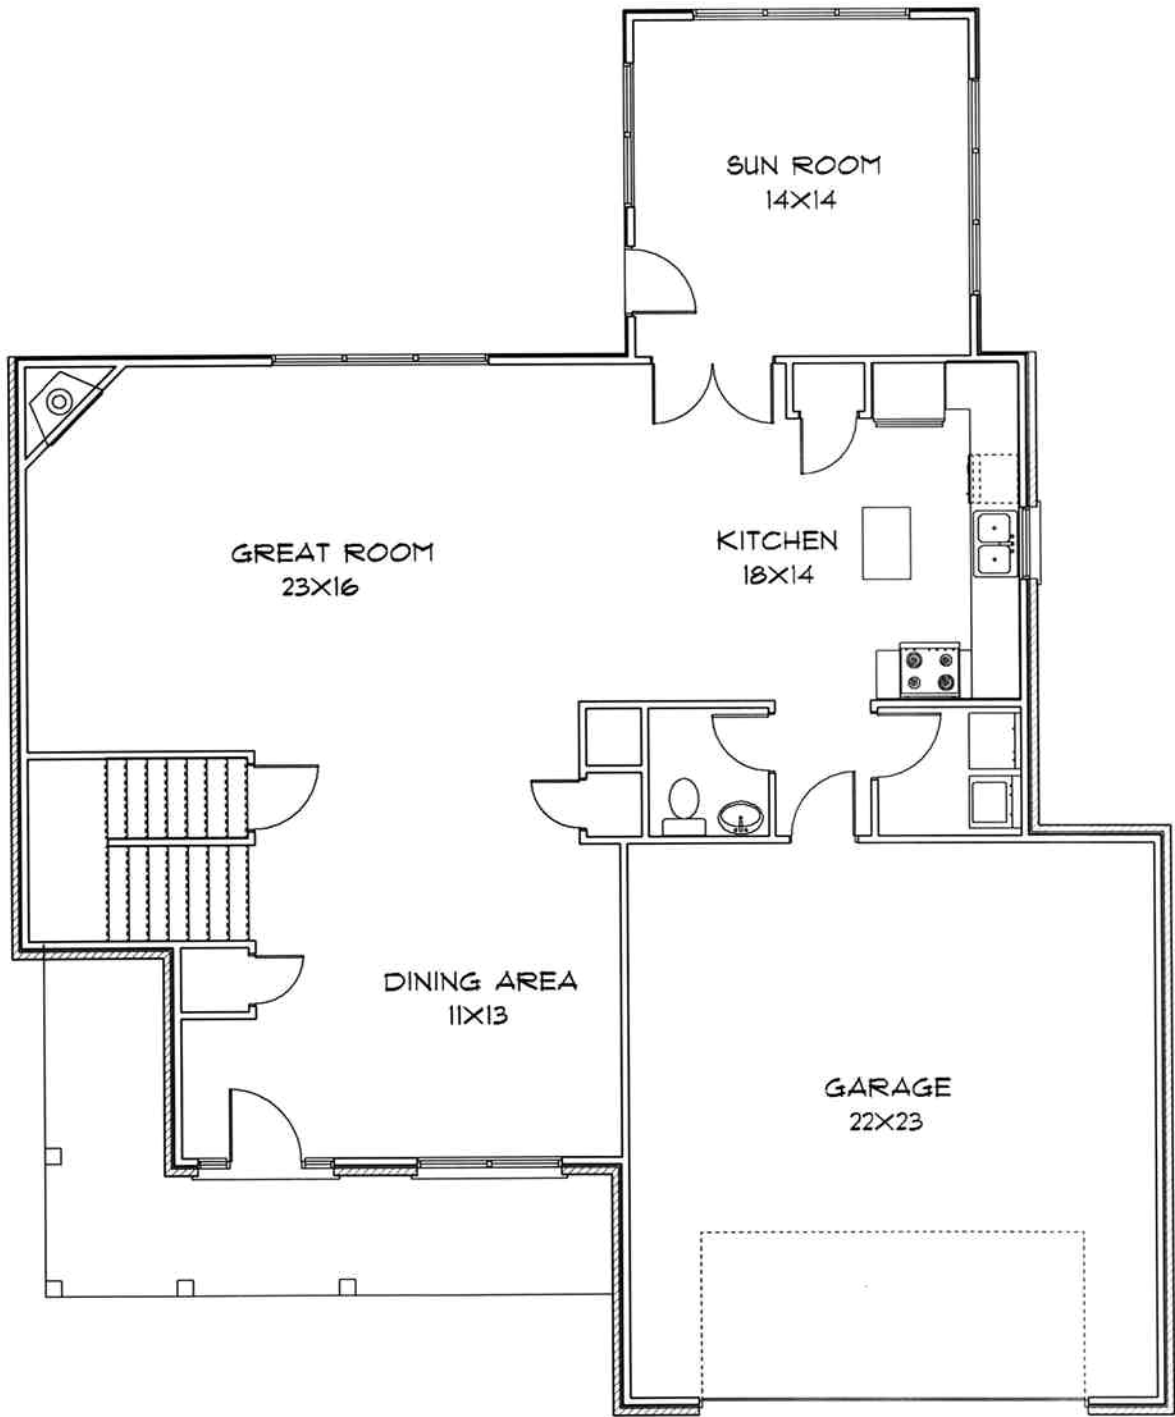 SUN ROOM
14X14
GREAT ROOM
23X16
KITCHEN
18X14
DINING AREA
11X13
GARAGE
22X23